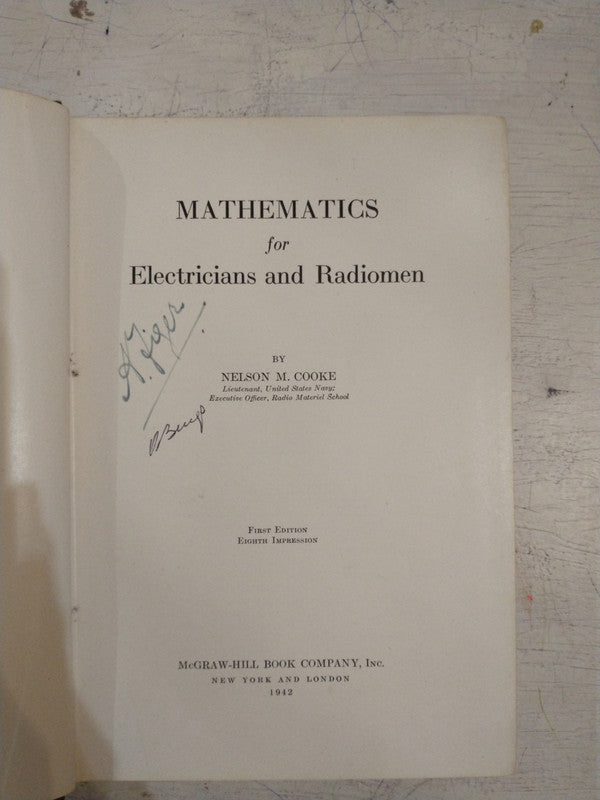 MATHEMATICS
for
Electricians and Radiomen
BY
NELSON M. COOKE
Lieutenant, United States Navy;
Executive Officer, Radio Materiel School
First Edition
Eighth Impression
McGRAW-HILL BOOK COMPANY, Inc.
NEW YORK AND LONDON
1942